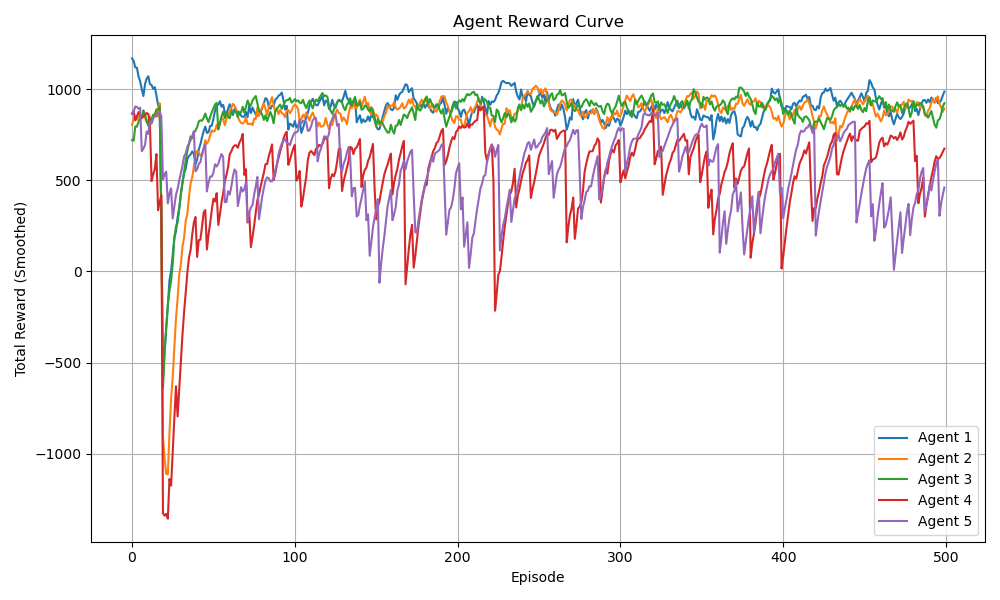 Agent Reward Curve
Total Reward (Smoothed)
1000
500
0
−500
−1000
0 100 200 300 400 500
Episode
Agent 1
Agent 2
Agent 3
Agent 4
Agent 5